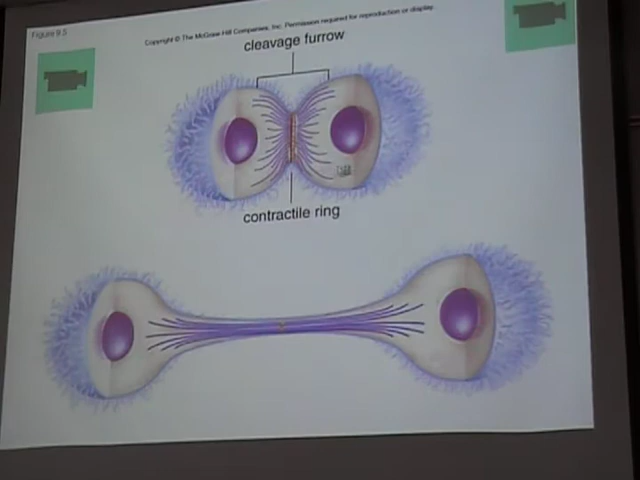 Figure 9.5
Copyright © The McGraw-Hill Companies, Inc. Permission required for reproduction or display.
cleavage furrow
contractile ring